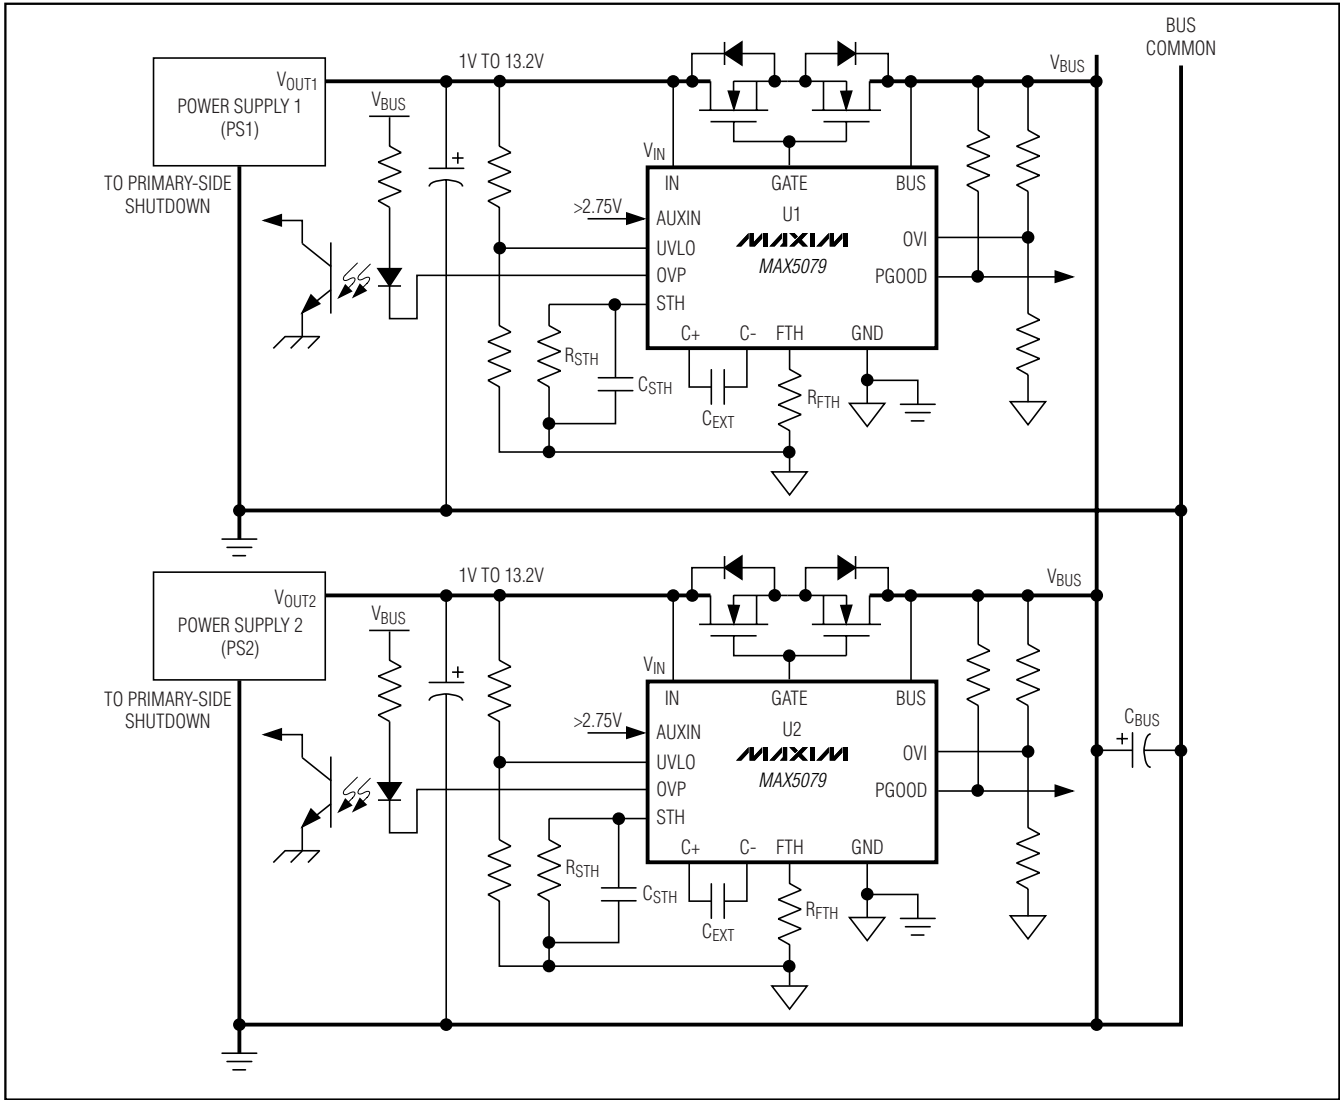 BUS
COMMON
1V TO 13.2V
VBUS
VOUT1
POWER SUPPLY 1
(PS1)
VBUS
+
TO PRIMARY-SIDE
SHUTDOWN
VIN
IN
GATE
BUS
>2.75V
AUXIN
U1
UVLO
MAXIM
OVI
OVP
MAX5079
PGOOD
STH
C+
C-
FTH
GND
RSTH
CSTH
CEXT
RFTH
1V TO 13.2V
VBUS
VOUT2
POWER SUPPLY 2
(PS2)
VBUS
+
TO PRIMARY-SIDE
SHUTDOWN
VIN
IN
GATE
BUS
>2.75V
AUXIN
U2
UVLO
MAXIM
OVI
OVP
MAX5079
PGOOD
STH
C+
C-
FTH
GND
CBUS
+
RSTH
CSTH
CEXT
RFTH